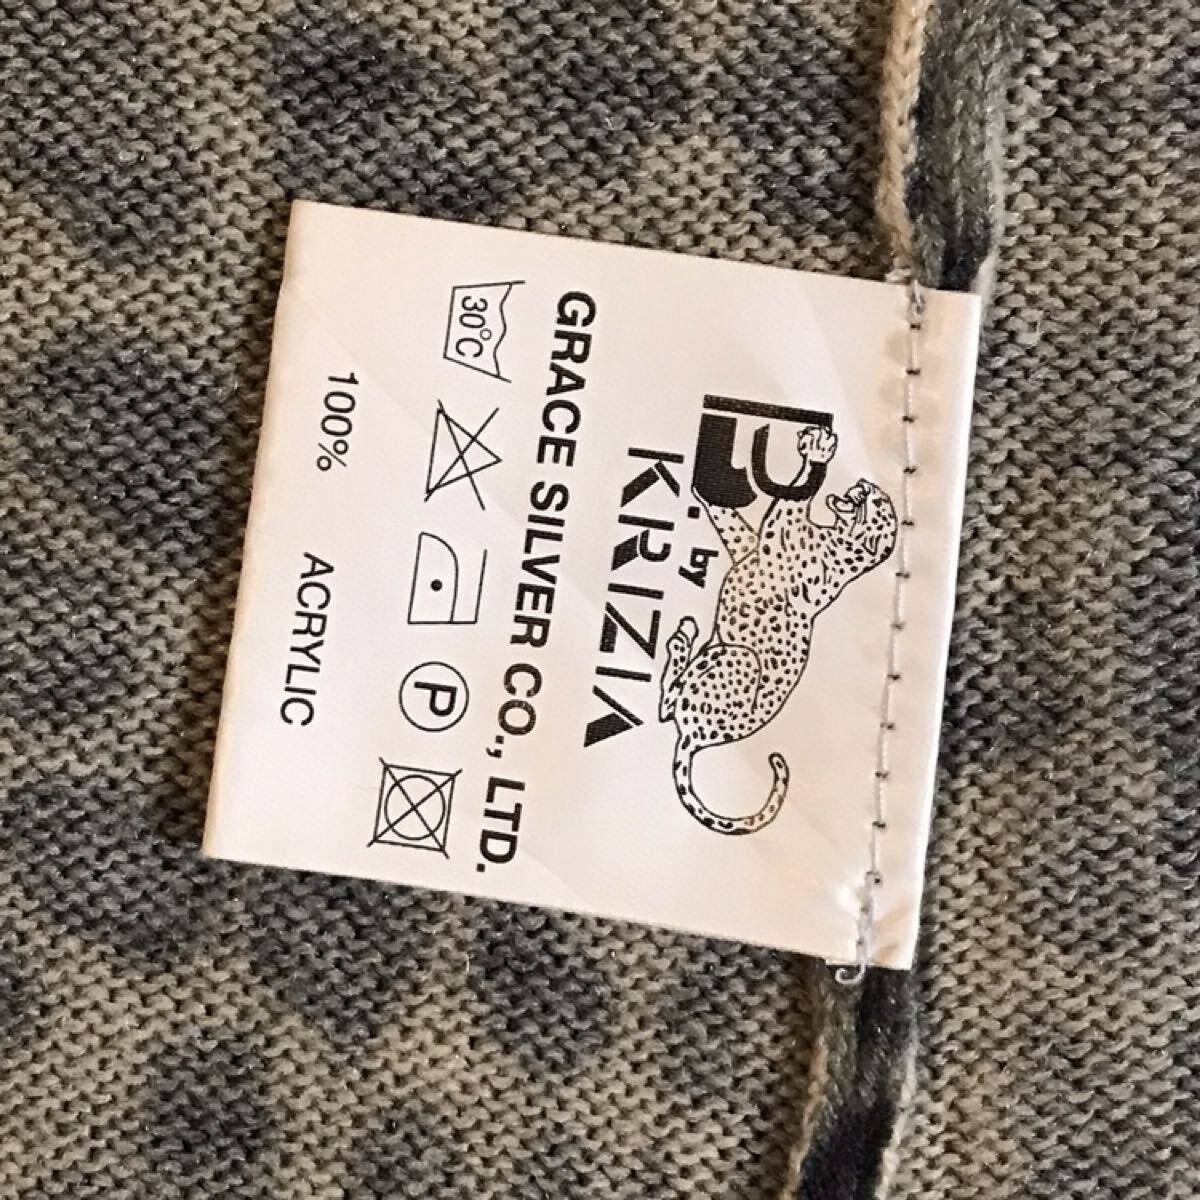 P. by
KRIZIA
GRACE SILVER CO., LTD.
30°C P
100% ACRYLIC